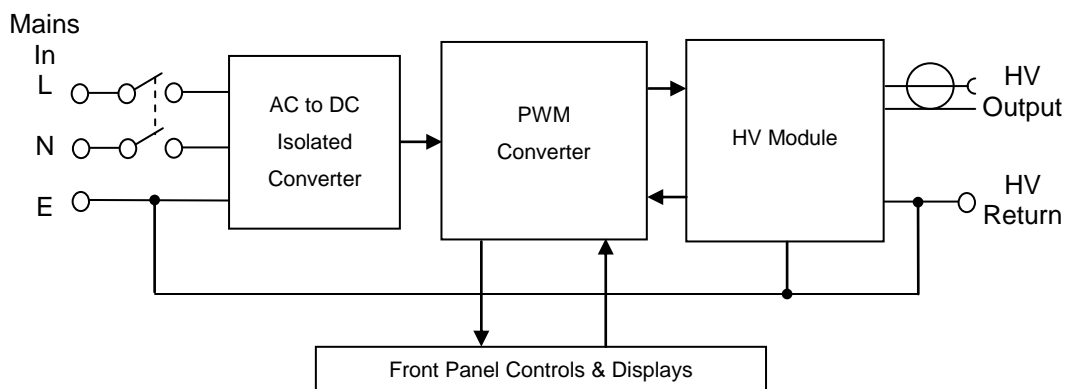 Mains
In
L
N
E
AC to DC
Isolated
Converter
PWM
Converter
HV Module
HV
Output
HV
Return
Front Panel Controls & Displays